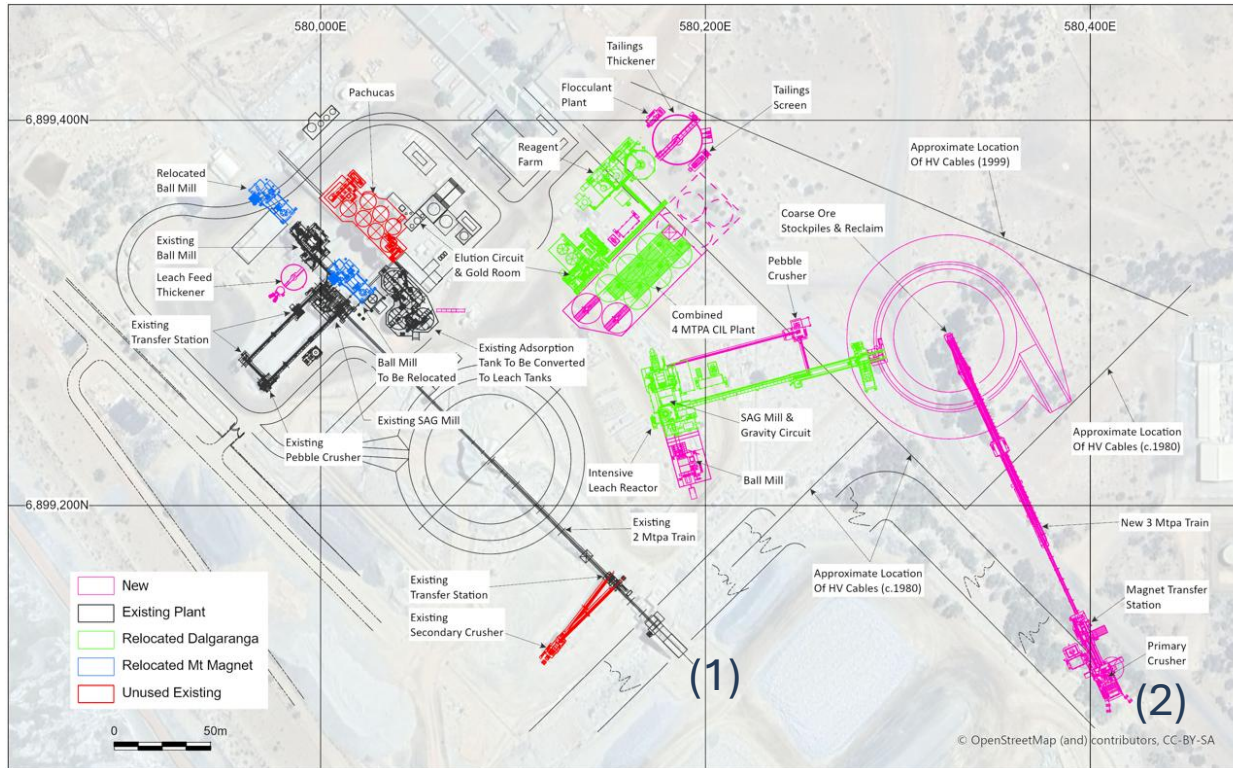 580,000E
580,200E
580,400E
6,899,400N
6,899,200N
Tailings
Thickener
Flocculant
Plant
Tailings
Screen
Pachucas
Reagent
Farm
Approximate Location
Of HV Cables (1999)
Relocated
Ball Mill
Coarse Ore
Stockpiles & Reclaim
Existing
Ball Mill
Elution Circuit
& Gold Room
Pebble
Crusher
Leach Feed
Thickener
Existing
Transfer Station
Combined
4 MTPA CIL Plant
Ball Mill
To Be Relocated
Existing Adsorption
Tank To Be Converted
To Leach Tanks
Existing SAG Mill
SAG Mill &
Gravity Circuit
Approximate Location
Of HV Cables (c.1980)
Existing
Pebble Crusher
Intensive
Leach Reactor
Ball Mill
Existing
2 Mtpa Train
New 3 Mtpa Train
Existing
Transfer Station
Approximate Location
Of HV Cables (c.1980)
Existing
Secondary Crusher
Magnet Transfer
Station
Primary
Crusher
New
Existing Plant
Relocated Dalgaranga
Relocated Mt Magnet
Unused Existing
0 50m
(1)
(2)
© OpenStreetMap (and) contributors, CC-BY-SA